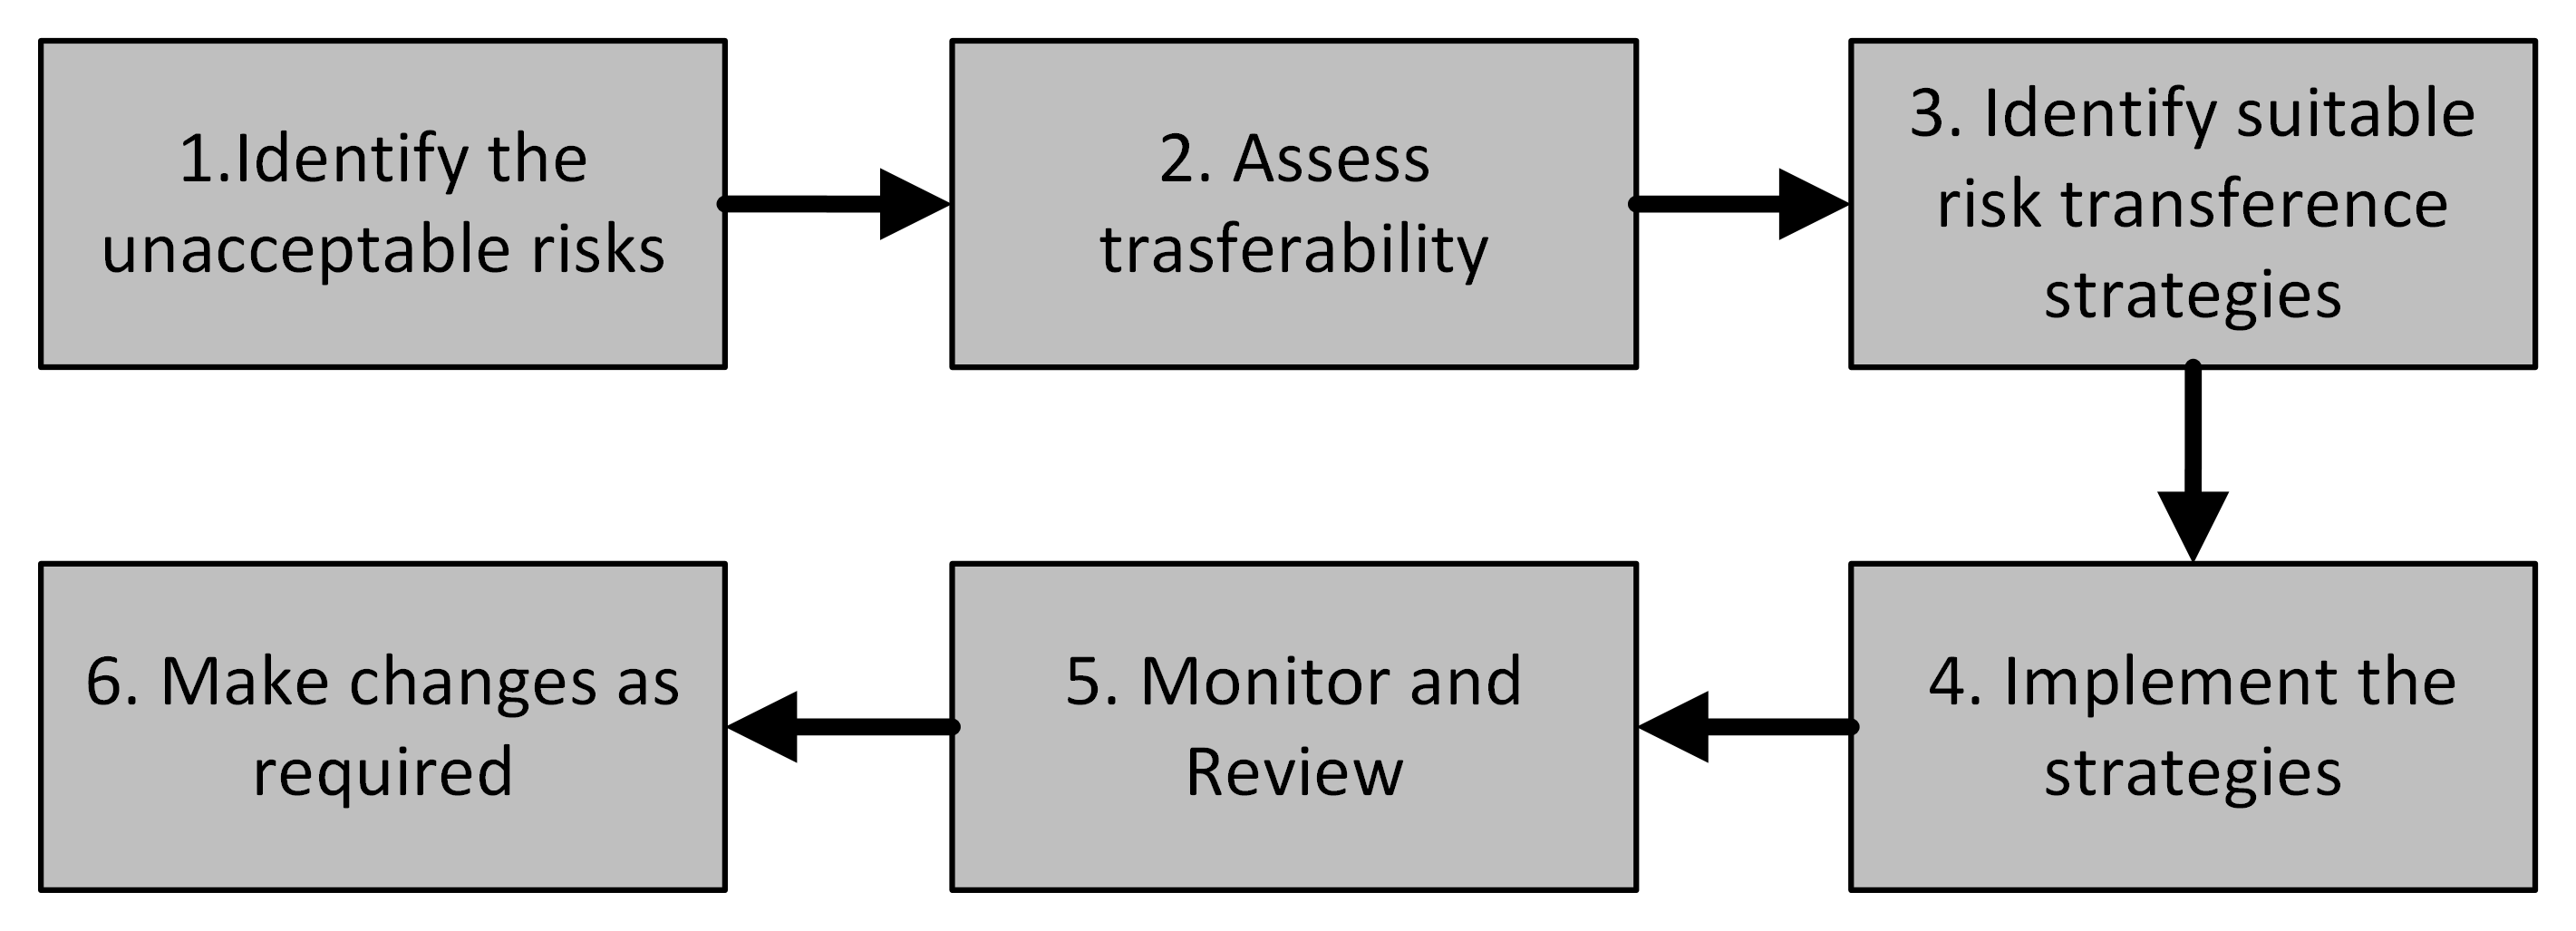 1.Identify the
unacceptable risks
2. Assess
trasferability
3. Identify suitable
risk transference
strategies
4. Implement the
strategies
5. Monitor and
Review
6. Make changes as
required